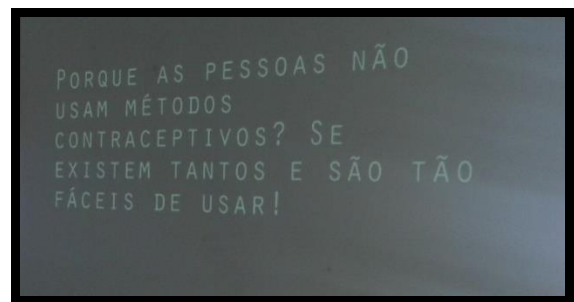 PORQUE AS PESSOAS NÃO
USAM MÉTODOS
CONTRACEPTIVOS? SE
EXISTEM TANTOS E SÃO TÃO
FÁCEIS DE USAR!